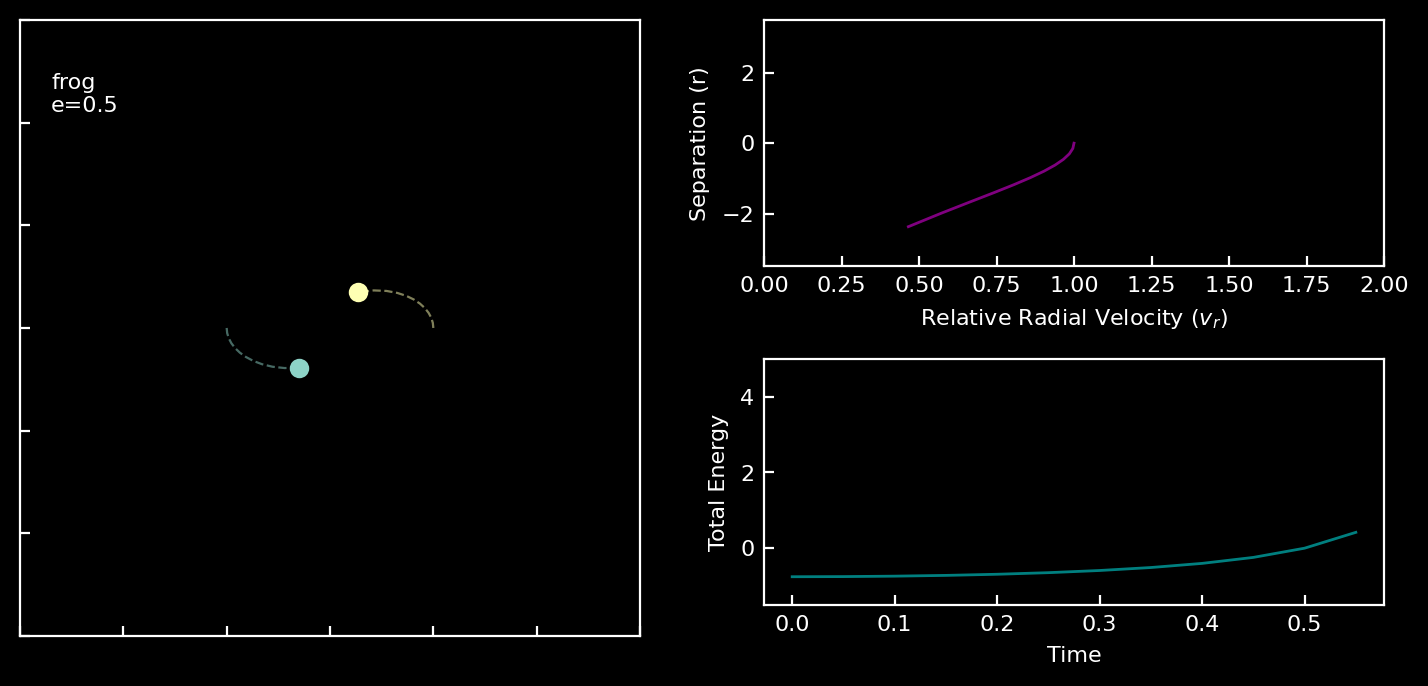 frog
e=0.5
Separation (r)
2
0
−2
0.00 0.25 0.50 0.75 1.00 1.25 1.50 1.75 2.00
Relative Radial Velocity (vᵣ)
Total Energy
4
2
0
0.0 0.1 0.2 0.3 0.4 0.5
Time